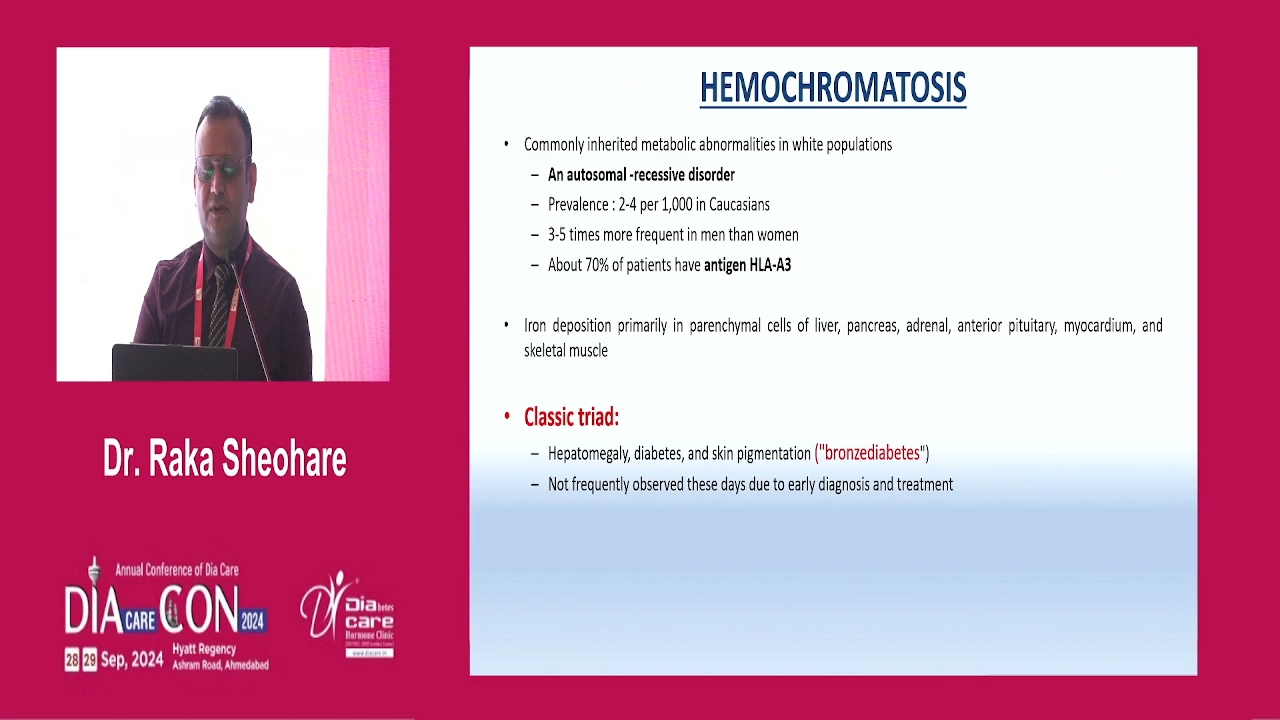 HEMOCHROMATOSIS
• Commonly inherited metabolic abnormalities in white populations
– An autosomal -recessive disorder
– Prevalence : 2-4 per 1,000 in Caucasians
– 3-5 times more frequent in men than women
– About 70% of patients have antigen HLA-A3
• Iron deposition primarily in parenchymal cells of liver, pancreas, adrenal, anterior pituitary, myocardium, and
skeletal muscle
• Classic triad:
– Hepatomegaly, diabetes, and skin pigmentation ("bronzediabetes")
– Not frequently observed these days due to early diagnosis and treatment
Dr. Raka Sheohare
Annual Conference of Dia Care
DIA CARE CON 2024
28 29 Sep, 2024
Hyatt Regency
Ashram Road, Ahmedabad
Diabetes
care
Hormone Clinic
www.diacare.in